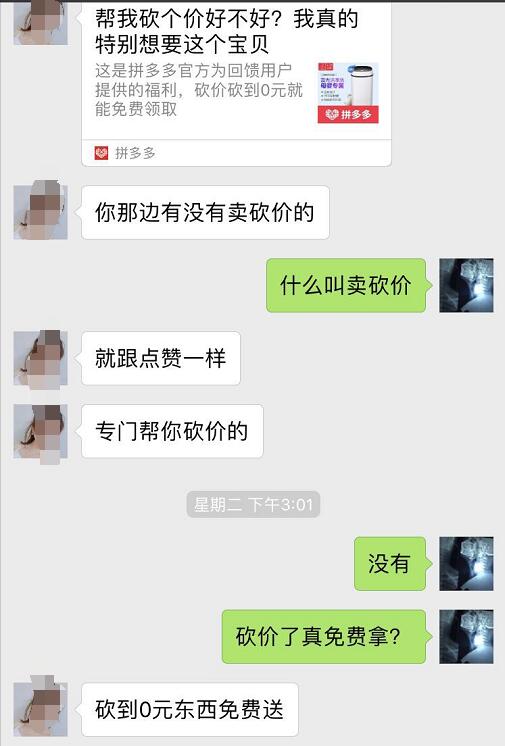 帮我砍个价好不好？我真的
特别想要这个宝贝
这是拼多多官方为回馈用户
提供的福利，砍价砍到0元就
能免费领取
拼多多
拼多多
你那边有没有卖砍价的
什么叫卖砍价
就跟点赞一样
专门帮你砍价的
星期二 下午3:01
没有
砍价了真免费拿？
砍到0元东西免费送